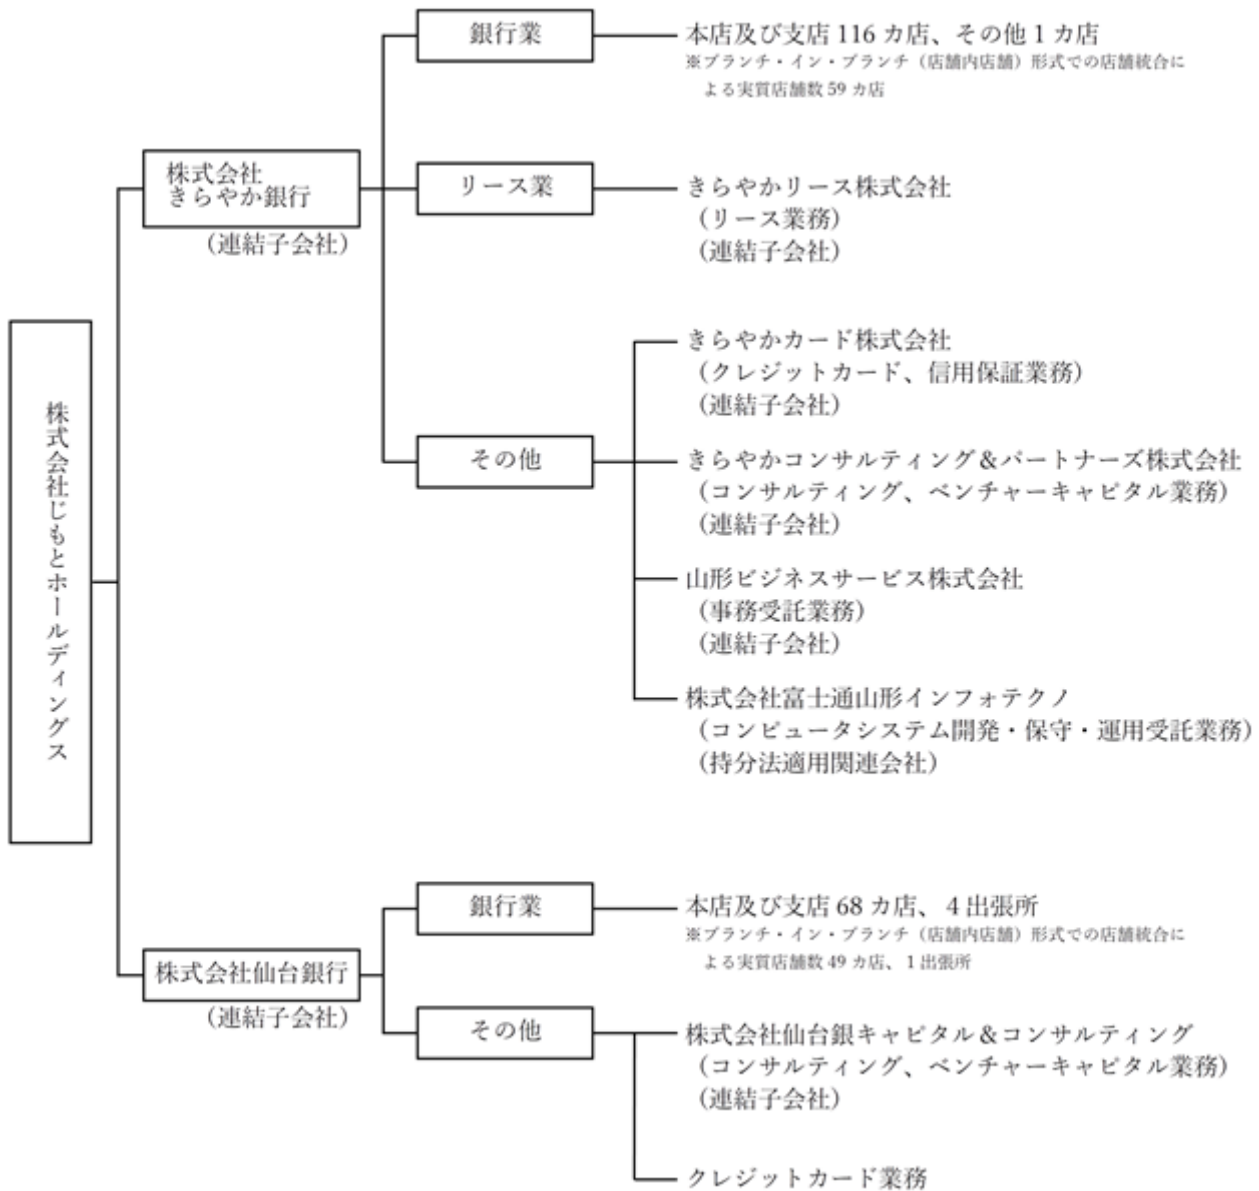 株式会社じもとホールディングス
株式会社
きらやか銀行
(連結子会社)
銀行業
本店及び支店 116 カ店、その他 1 カ店
※ブランチ・イン・ブランチ（店舗内店舗）形式での店舗統合に
よる実質店舗数 59 カ店
リース業
きらやかリース株式会社
(リース業務)
(連結子会社)
その他
きらやかカード株式会社
(クレジットカード、信用保証業務)
(連結子会社)
きらやかコンサルティング＆パートナーズ株式会社
(コンサルティング、ベンチャーキャピタル業務)
(連結子会社)
山形ビジネスサービス株式会社
(事務受託業務)
(連結子会社)
株式会社富士通山形インフォテクノ
(コンピュータシステム開発・保守・運用受託業務)
(持分法適用関連会社)
株式会社仙台銀行
(連結子会社)
銀行業
本店及び支店 68 カ店、4 出張所
※ブランチ・イン・ブランチ（店舗内店舗）形式での店舗統合に
よる実質店舗数 49 カ店、1 出張所
その他
株式会社仙台銀キャピタル＆コンサルティング
(コンサルティング、ベンチャーキャピタル業務)
(連結子会社)
クレジットカード業務